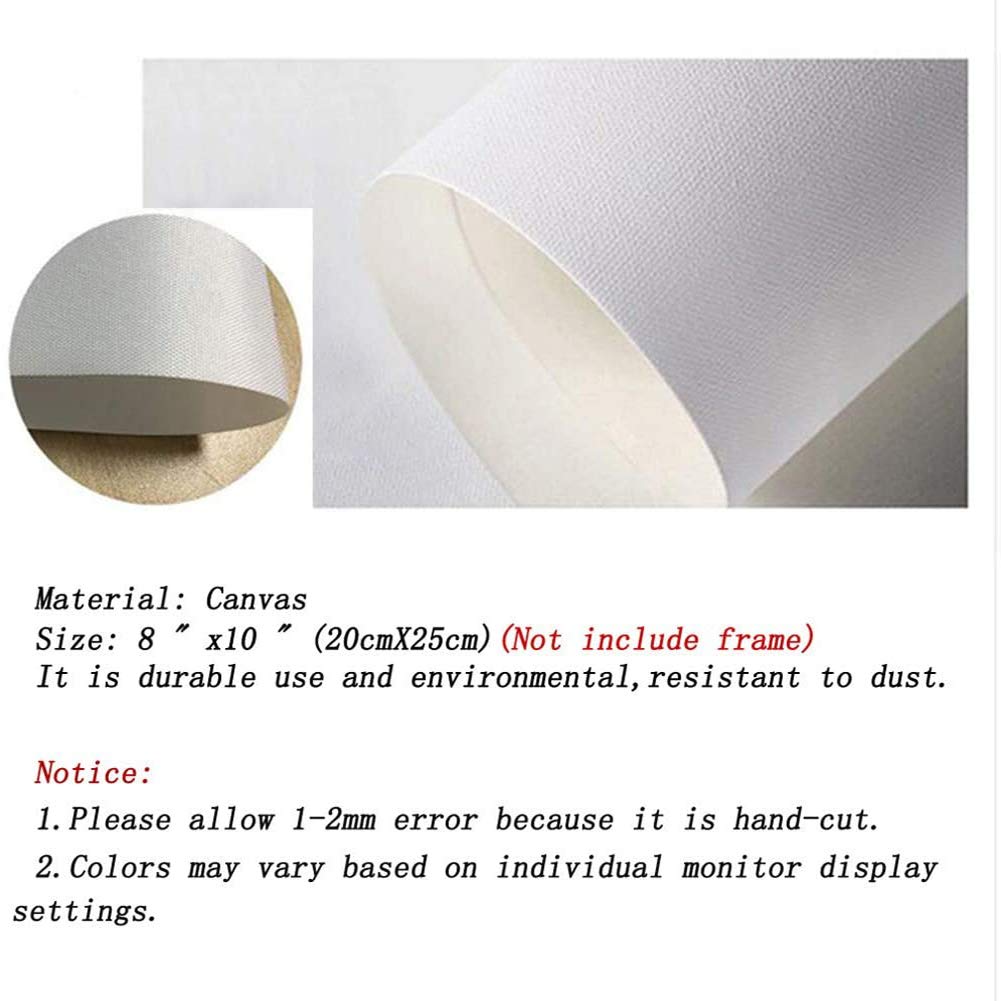 Material: Canvas
Size: 8 ″ x10 ″ (20cmX25cm)(Not include frame)
It is durable use and environmental,resistant to dust.
Notice:
1.Please allow 1-2mm error because it is hand-cut.
2.Colors may vary based on individual monitor display
settings.